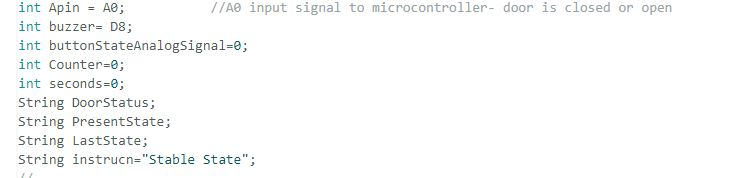 int Apin = A0;          //A0 input signal to microcontroller- door is closed or open
int buzzer= D8;
int buttonStateAnalogSignal=0;
int Counter=0;
int seconds=0;
String DoorStatus;
String PresentState;
String LastState;
String instrucn="Stable State";
//